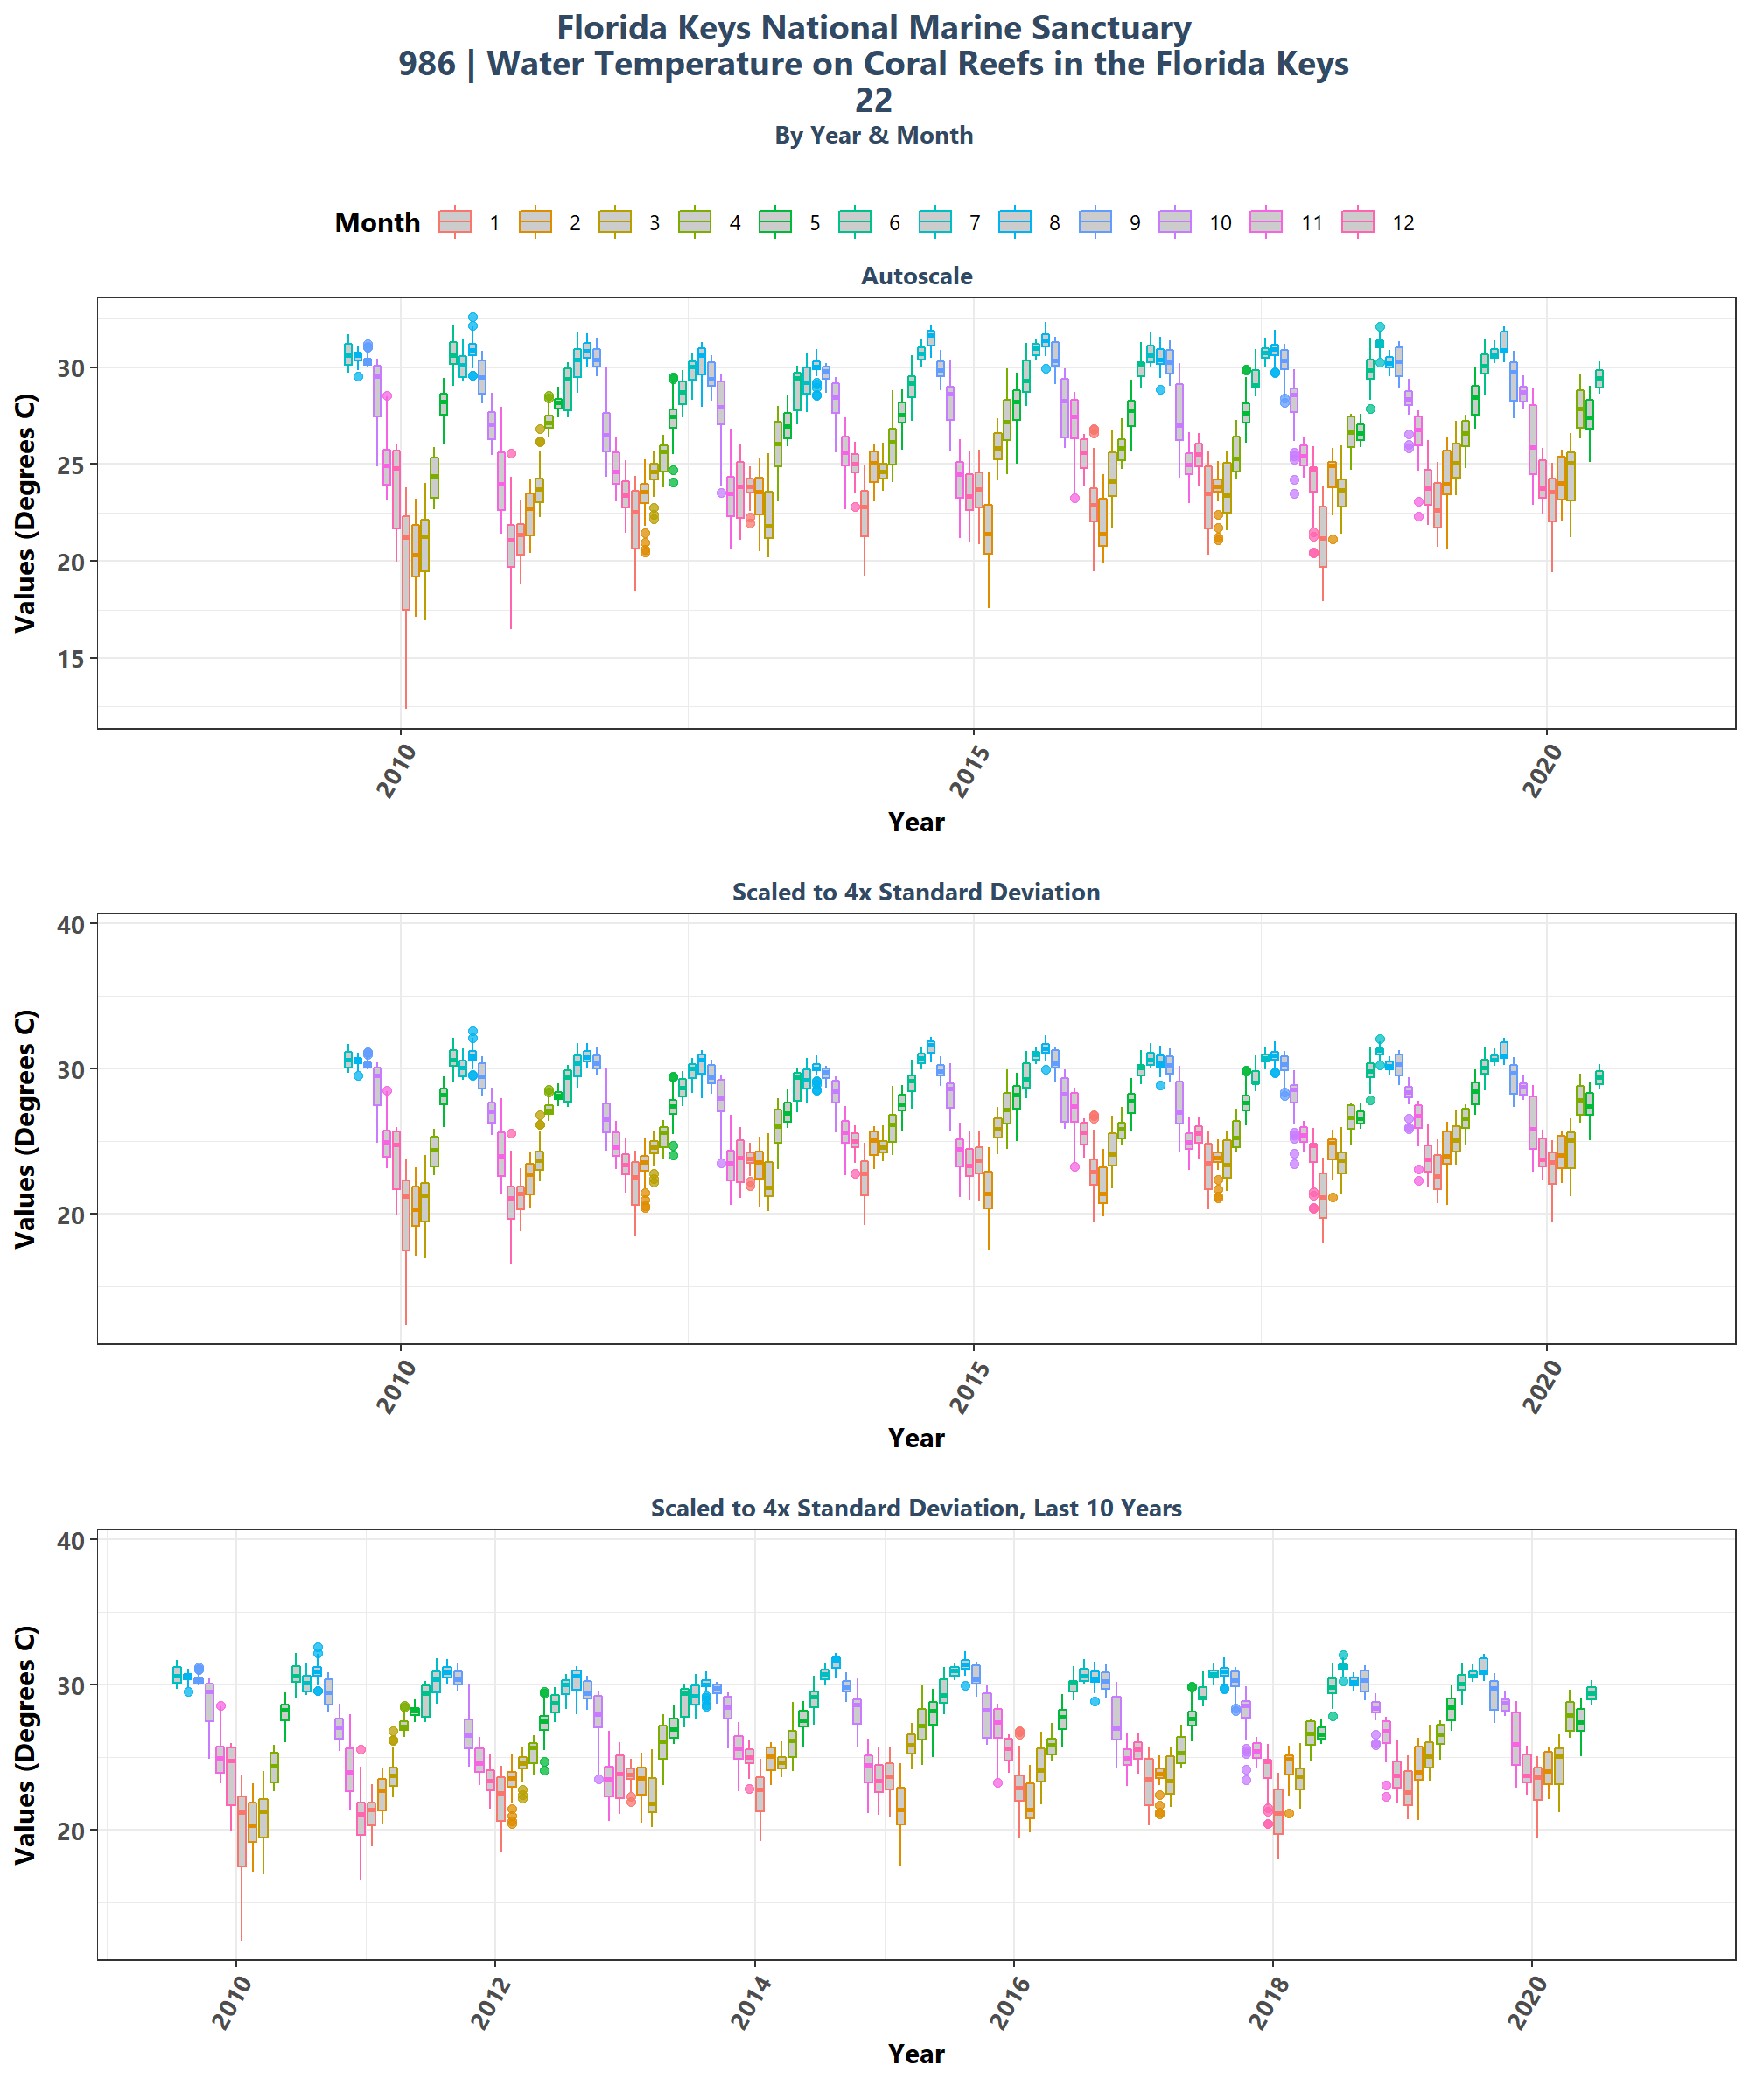 Florida Keys National Marine Sanctuary
986 | Water Temperature on Coral Reefs in the Florida Keys
22
By Year & Month
Month 1 2 3 4 5 6 7 8 9 10 11 12
Autoscale
Values (Degrees C)
30
25
20
15
2010 2015 2020
Year
Scaled to 4x Standard Deviation
Values (Degrees C)
40
30
20
2010 2015 2020
Year
Scaled to 4x Standard Deviation, Last 10 Years
Values (Degrees C)
40
30
20
2010 2012 2014 2016 2018 2020
Year